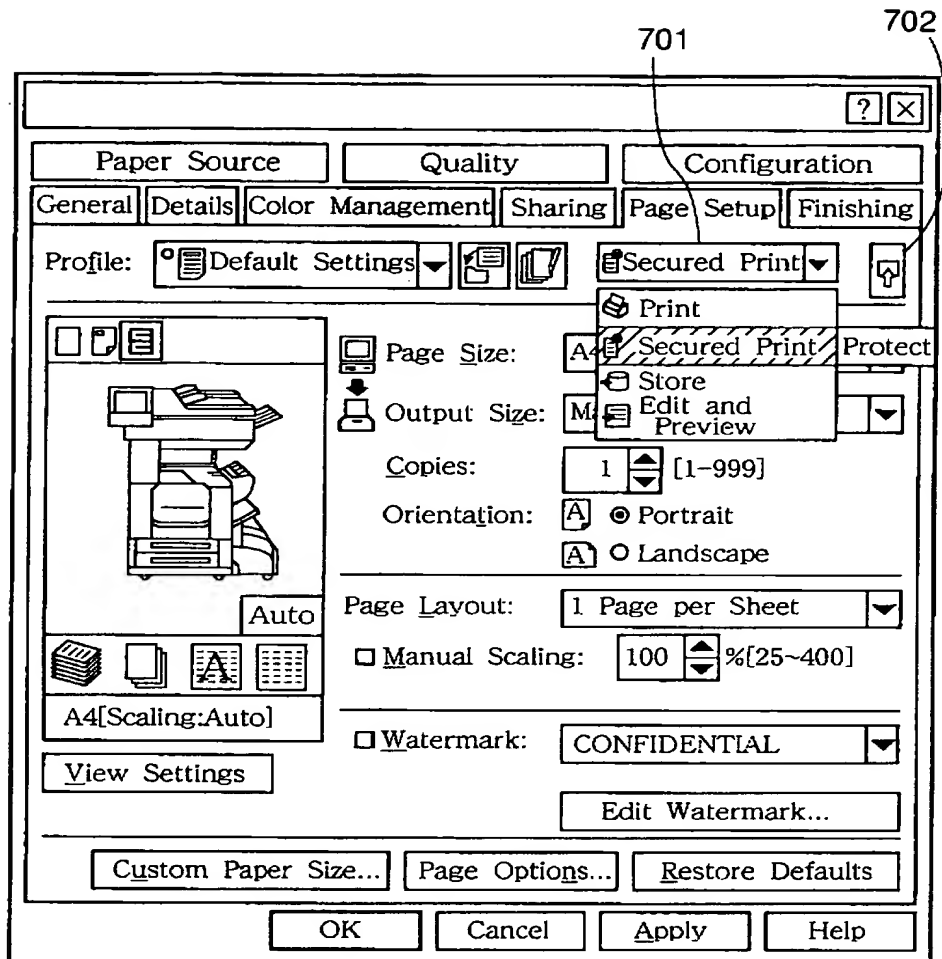 702
701
? ×
Paper Source Quality Configuration
General Details Color Management Sharing Page Setup Finishing
Profile: Default Settings Secured Print
Print
Page Size: A4 Secured Print Protect
Store
Output Size: Ma Edit and
Preview
Copies: 1 [1-999]
Orientation: A Portrait
A Landscape
Auto
Page Layout: 1 Page per Sheet
Manual Scaling: 100 %[25~400]
A
A4[Scaling:Auto]
Watermark: CONFIDENTIAL
View Settings
Edit Watermark...
Custom Paper Size... Page Options... Restore Defaults
OK Cancel Apply Help